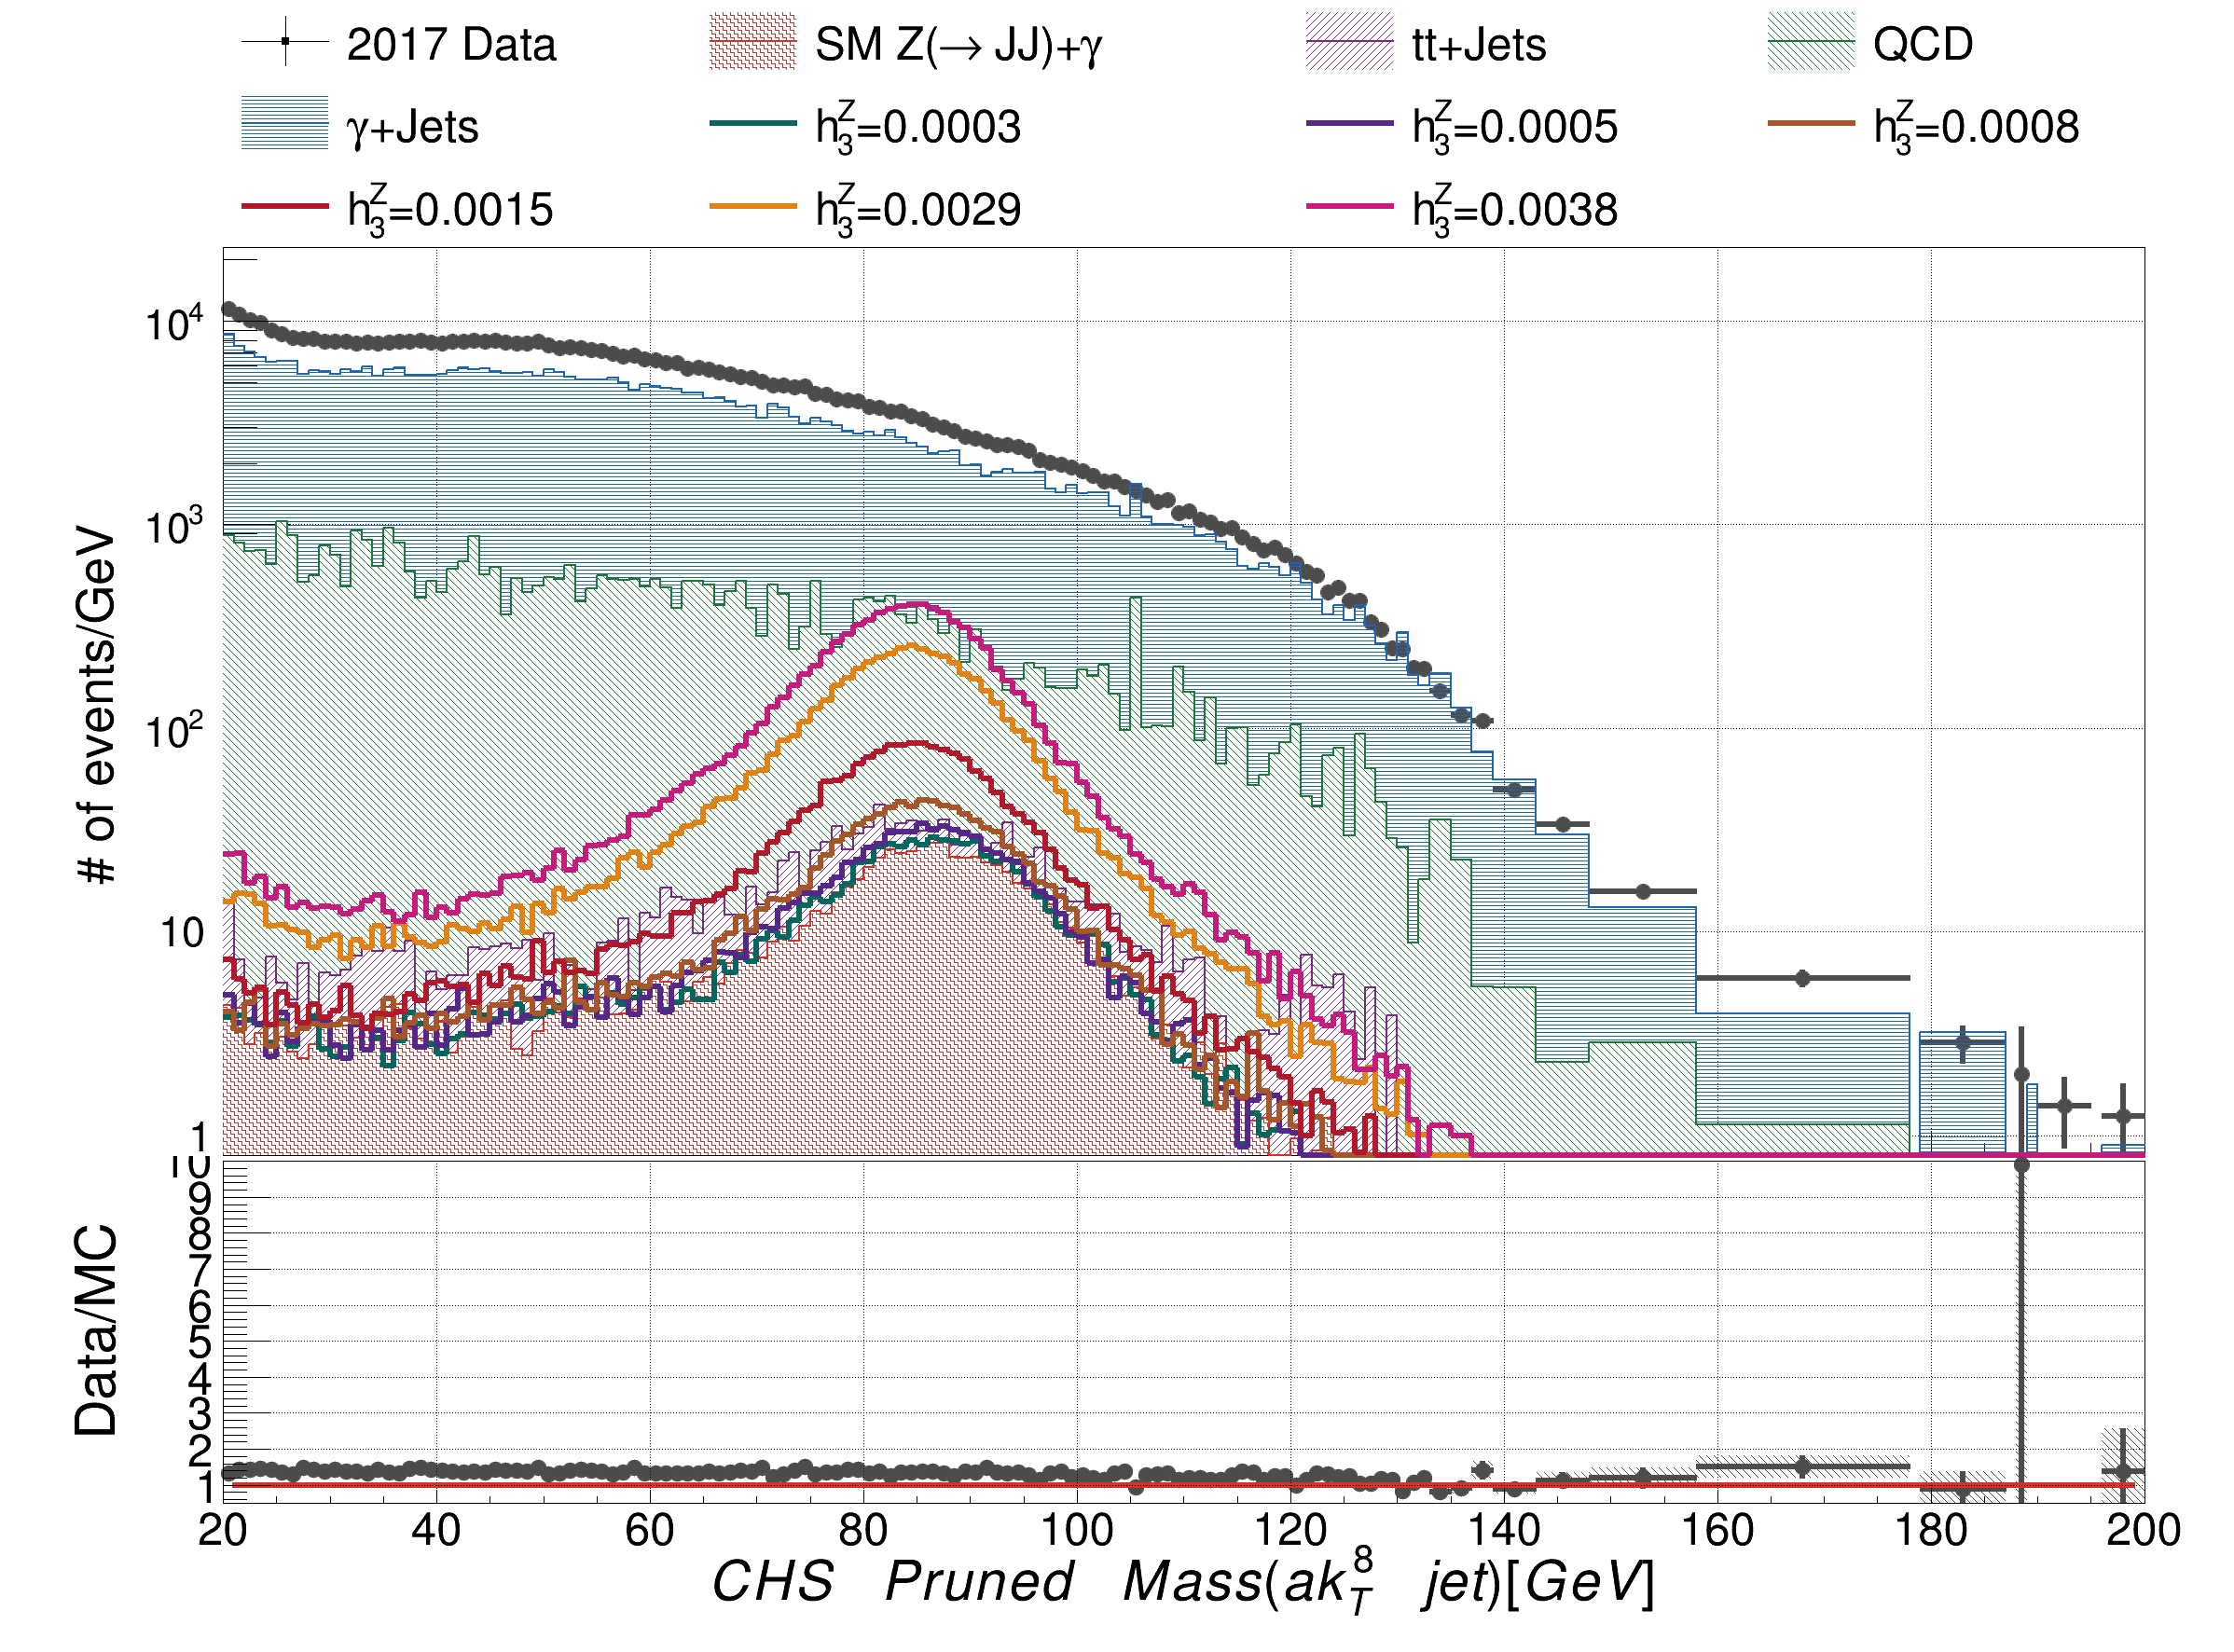 2017 Data SM Z(→ JJ)+γ tt+Jets QCD
γ+Jets h₃ᶻ=0.0003 h₃ᶻ=0.0005 h₃ᶻ=0.0008
h₃ᶻ=0.0015 h₃ᶻ=0.0029 h₃ᶻ=0.0038
# of events/GeV
10⁴
10³
10²
10
1
Data/MC
10
9
8
7
6
5
4
3
2
1
20 40 60 80 100 120 140 160 180 200
CHS Pruned Mass(ak_T^8 jet)[GeV]